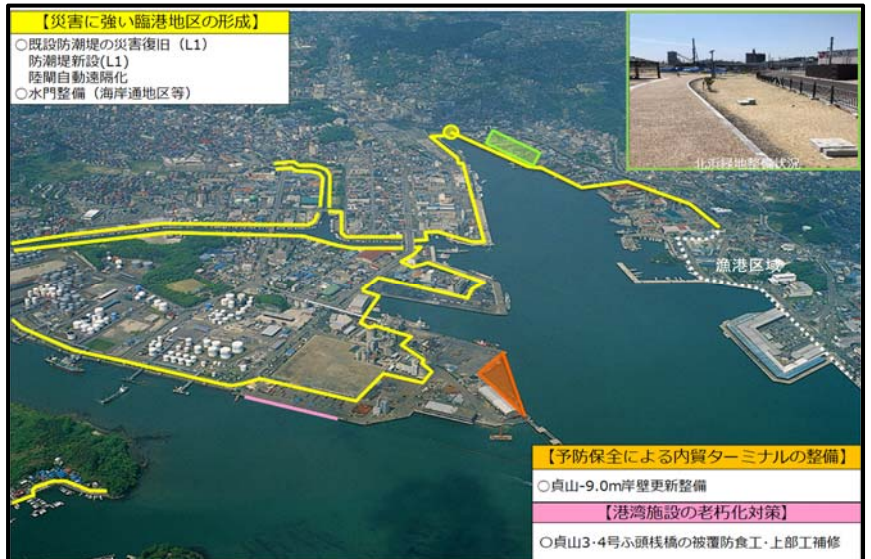 【災害に強い臨港地区の形成】
○既設防潮堤の災害復旧（L1）
防潮堤新設(L1)
陸閘自動遠隔化
○水門整備（海岸通地区等）
北浜緑地整備状況
漁港区域
【予防保全による内貿ターミナルの整備】
○貞山-9.0m岸壁更新整備
【港湾施設の老朽化対策】
○貞山3･4号ふ頭桟橋の被覆防食工･上部工補修